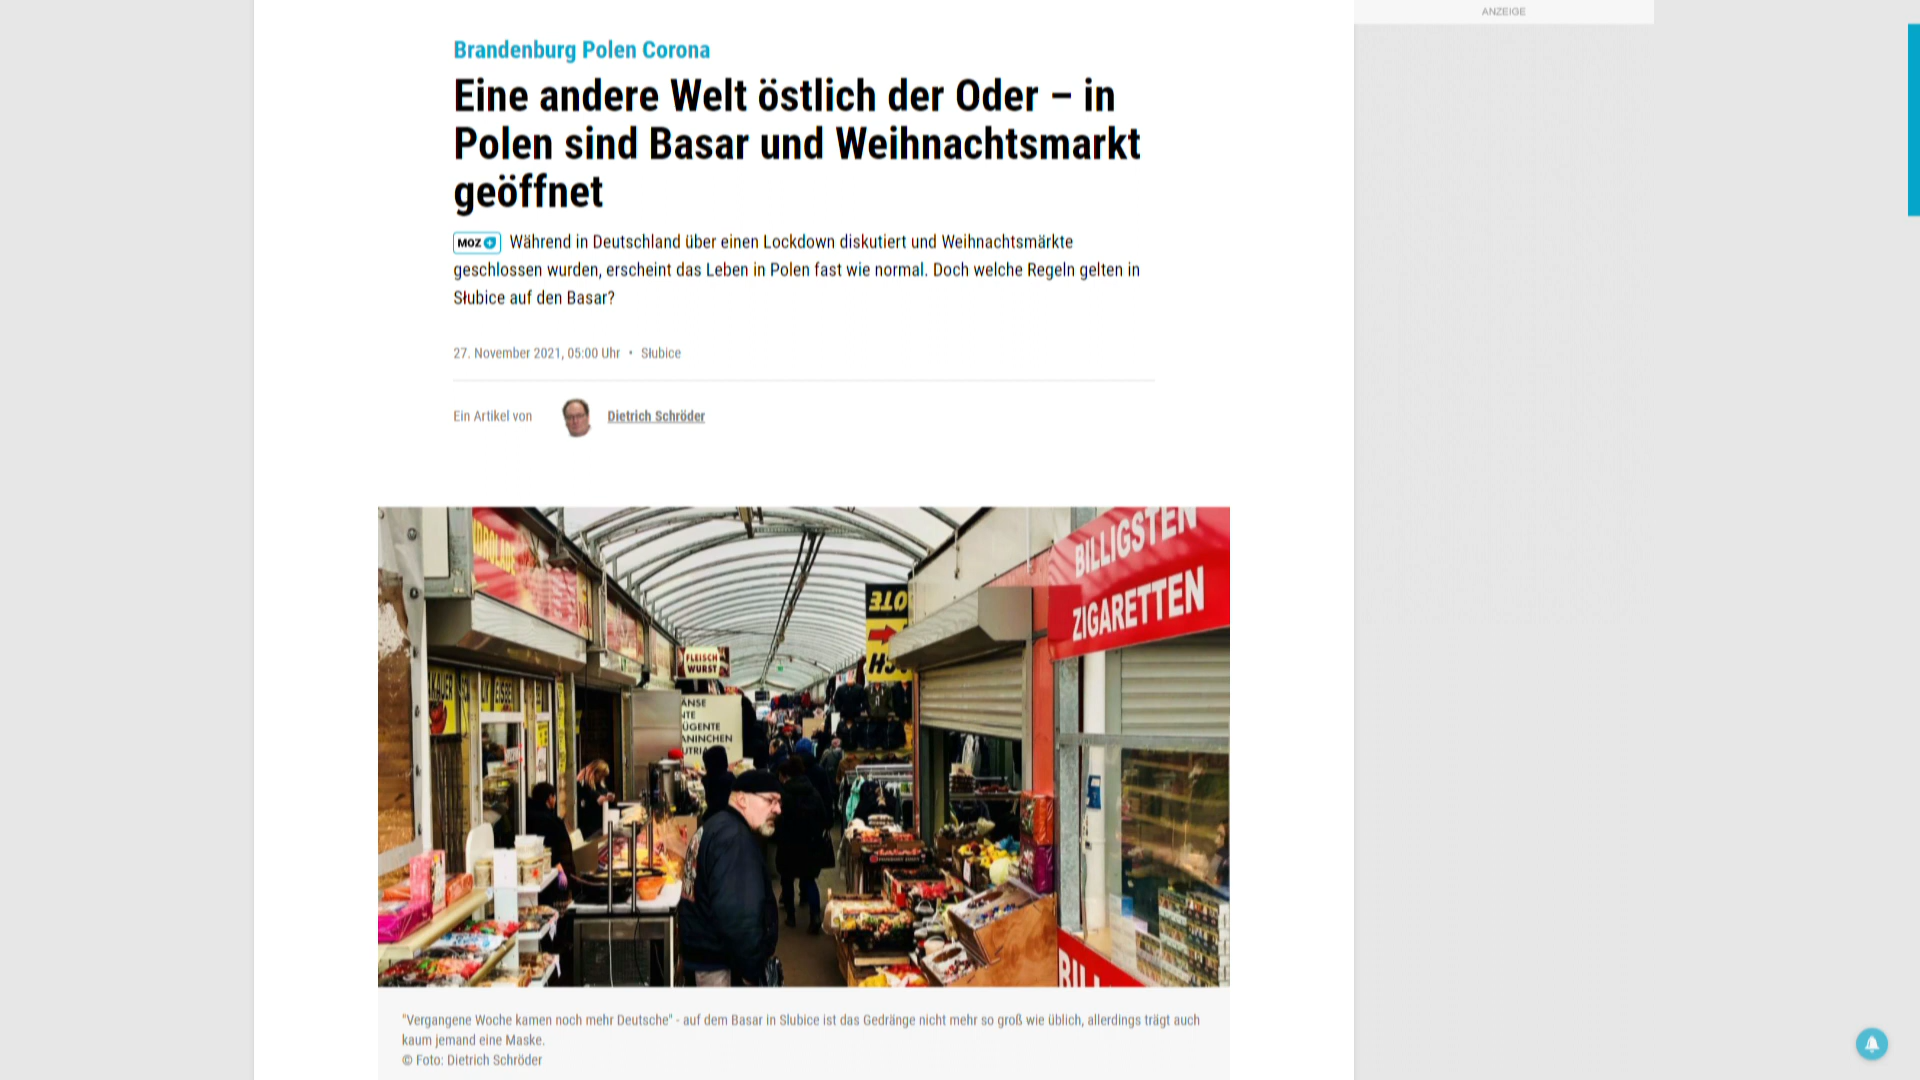 ANZEIGE
Brandenburg Polen Corona
Eine andere Welt östlich der Oder – in
Polen sind Basar und Weihnachtsmarkt
geöffnet
MOZ+ Während in Deutschland über einen Lockdown diskutiert und Weihnachtsmärkte
geschlossen wurden, erscheint das Leben in Polen fast wie normal. Doch welche Regeln gelten in
Słubice auf den Basar?
27. November 2021, 05:00 Uhr • Słubice
Ein Artikel von Dietrich Schröder
BILLIGSTEN
ZIGARETTEN
FLEISCH
WURST
"Vergangene Woche kamen noch mehr Deutsche" - auf dem Basar in Slubice ist das Gedränge nicht mehr so groß wie üblich, allerdings trägt auch
kaum jemand eine Maske.
© Foto: Dietrich Schröder